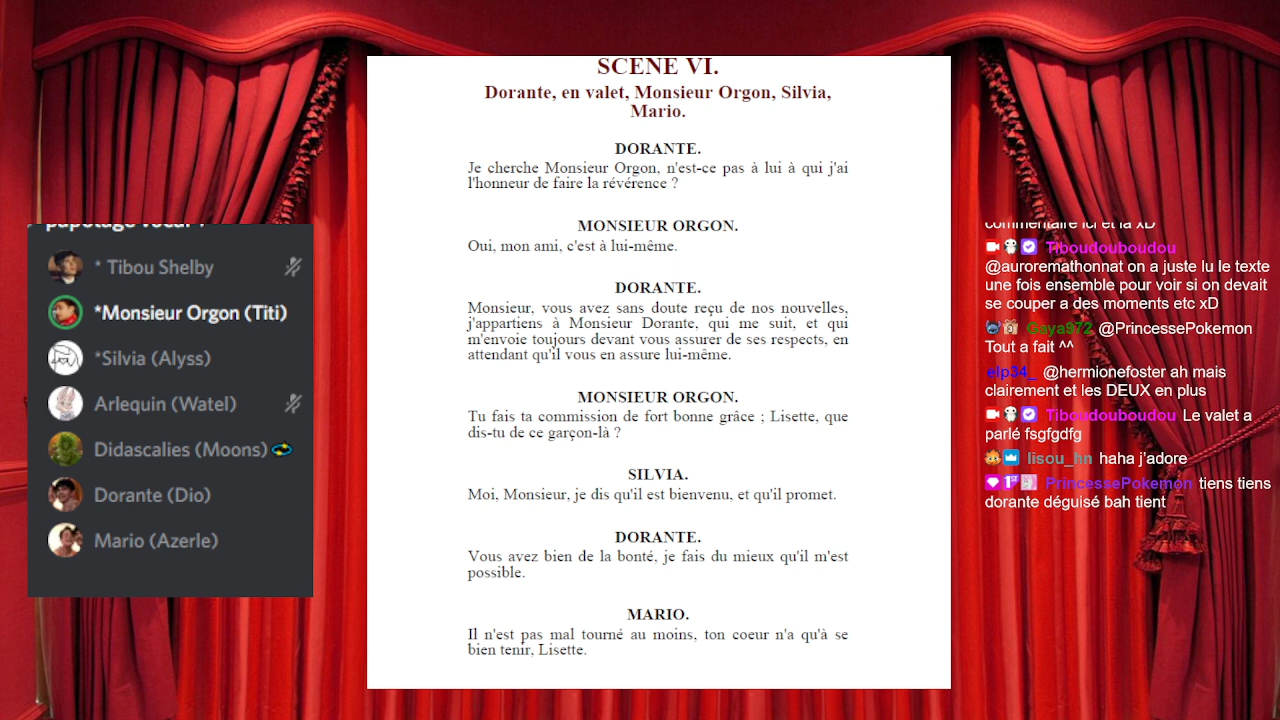 papotage vocal
* Tibou Shelby
*Monsieur Orgon (Titi)
*Silvia (Alyss)
Arlequin (Watel)
Didascalies (Moons)
Dorante (Dio)
Mario (Azerle)
SCENE VI.
Dorante, en valet, Monsieur Orgon, Silvia,
Mario.
DORANTE.
Je cherche Monsieur Orgon, n'est-ce pas à lui à qui j'ai
l'honneur de faire la révérence ?
MONSIEUR ORGON.
Oui, mon ami, c'est à lui-même.
DORANTE.
Monsieur, vous avez sans doute reçu de nos nouvelles,
j'appartiens à Monsieur Dorante, qui me suit, et qui
m'envoie toujours devant vous assurer de ses respects, en
attendant qu'il vous en assure lui-même.
MONSIEUR ORGON.
Tu fais ta commission de fort bonne grâce ; Lisette, que
dis-tu de ce garçon-là ?
SILVIA.
Moi, Monsieur, je dis qu'il est bienvenu, et qu'il promet.
DORANTE.
Vous avez bien de la bonté, je fais du mieux qu'il m'est
possible.
MARIO.
Il n'est pas mal tourné au moins, ton coeur n'a qu'à se
bien tenir, Lisette.
commentaire ici et là xD
Tiboudouboudou
@auroremathonnat on a juste lu le texte
une fois ensemble pour voir si on devait
se couper a des moments etc xD
Gaya972 @PrincessePokemon
Tout a fait ^^
elp34_ @hermionefoster ah mais
clairement et les DEUX en plus
Tiboudouboudou Le valet a
parlé fsgfgdfg
lisou_hn haha j'adore
1st PrincessePokemon tiens tiens
dorante déguisé bah tient